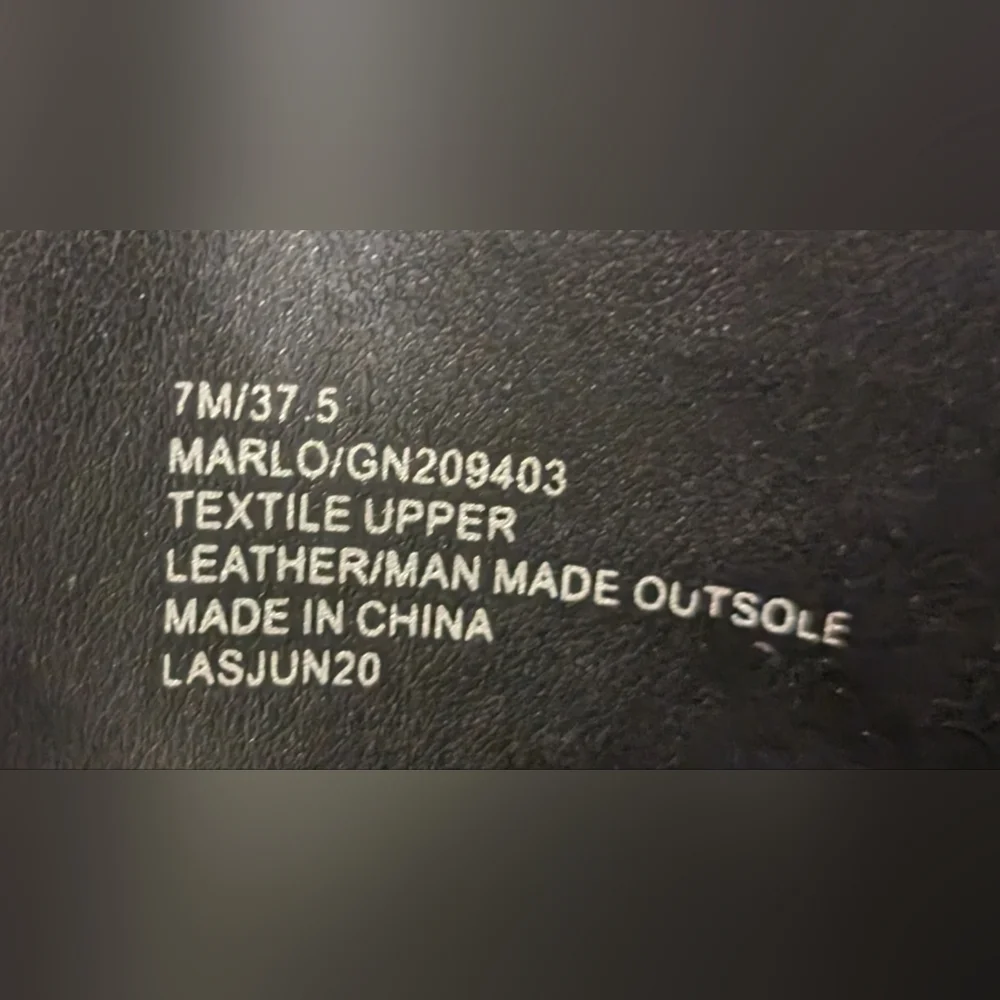 7M/37.5
MARLO/GN209403
TEXTILE UPPER
LEATHER/MAN MADE OUTSOLE
MADE IN CHINA
LASJUN20